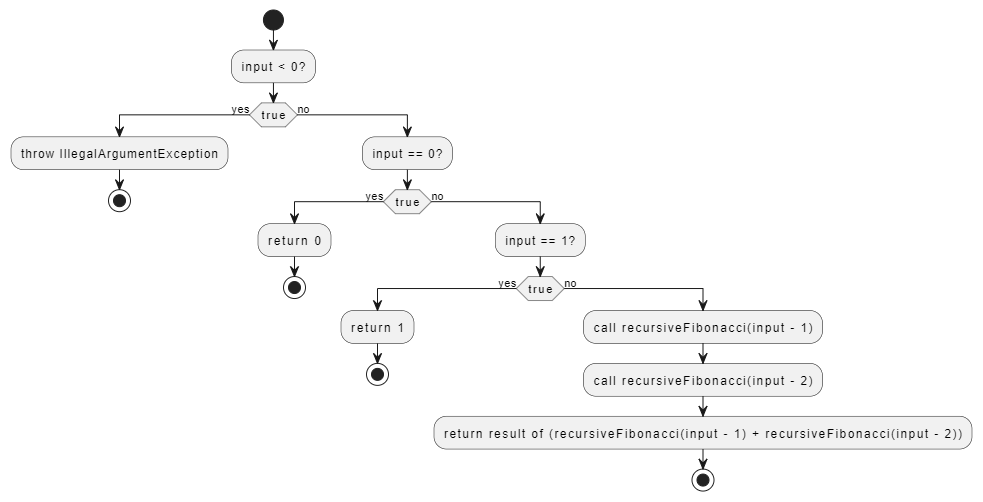 input < 0?
yes
true
no
throw IllegalArgumentException
input == 0?
yes
true
no
return 0
input == 1?
yes
true
no
return 1
call recursiveFibonacci(input - 1)
call recursiveFibonacci(input - 2)
return result of (recursiveFibonacci(input - 1) + recursiveFibonacci(input - 2))